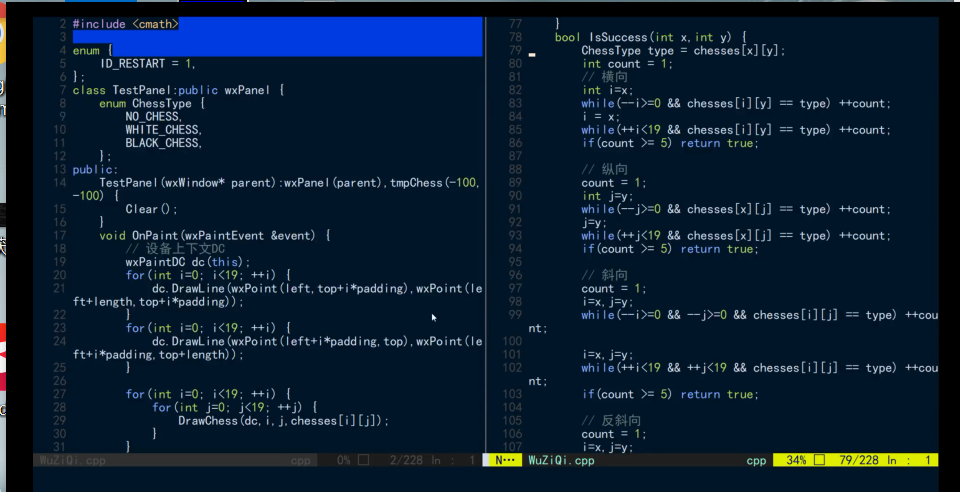 2 #include <cmath>
3
4 enum {
5     ID_RESTART = 1,
6 };
7 class TestPanel:public wxPanel {
8     enum ChessType {
9         NO_CHESS,
10         WHITE_CHESS,
11         BLACK_CHESS,
12     };
13 public:
14     TestPanel(wxWindow* parent):wxPanel(parent),tmpChess(-100,
-100) {
15         Clear();
16     }
17     void OnPaint(wxPaintEvent &event) {
18         // 设备上下文DC
19         wxPaintDC dc(this);
20         for(int i=0; i<19; ++i) {
21             dc.DrawLine(wxPoint(left,top+i*padding),wxPoint(le
ft+length,top+i*padding));
22         }
23         for(int i=0; i<19; ++i) {
24             dc.DrawLine(wxPoint(left+i*padding,top),wxPoint(le
ft+i*padding,top+length));
25         }
26
27         for(int i=0; i<19; ++i) {
28             for(int j=0; j<19; ++j) {
29                 DrawChess(dc,i,j,chesses[i][j]);
30             }
31         }
WuZiQi.cpp cpp 0% 2/228 ln : 1
77     }
78     bool IsSuccess(int x,int y) {
79         ChessType type = chesses[x][y];
80         int count = 1;
81         // 横向
82         int i=x;
83         while(--i>=0 && chesses[i][y] == type) ++count;
84         i = x;
85         while(++i<19 && chesses[i][y] == type) ++count;
86         if(count >= 5) return true;
87
88         // 纵向
89         count = 1;
90         int j=y;
91         while(--j>=0 && chesses[x][j] == type) ++count;
92         j=y;
93         while(++j<19 && chesses[x][j] == type) ++count;
94         if(count >= 5) return true;
95
96         // 斜向
97         count = 1;
98         i=x,j=y;
99         while(--i>=0 && --j>=0 && chesses[i][j] == type) ++cou
nt;
100
101         i=x,j=y;
102         while(++i<19 && ++j<19 && chesses[i][j] == type) ++cou
nt;
103         if(count >= 5) return true;
104
105         // 反斜向
106         count = 1;
107         i=x,j=y;
N··· WuZiQi.cpp cpp 34% 79/228 ln : 1